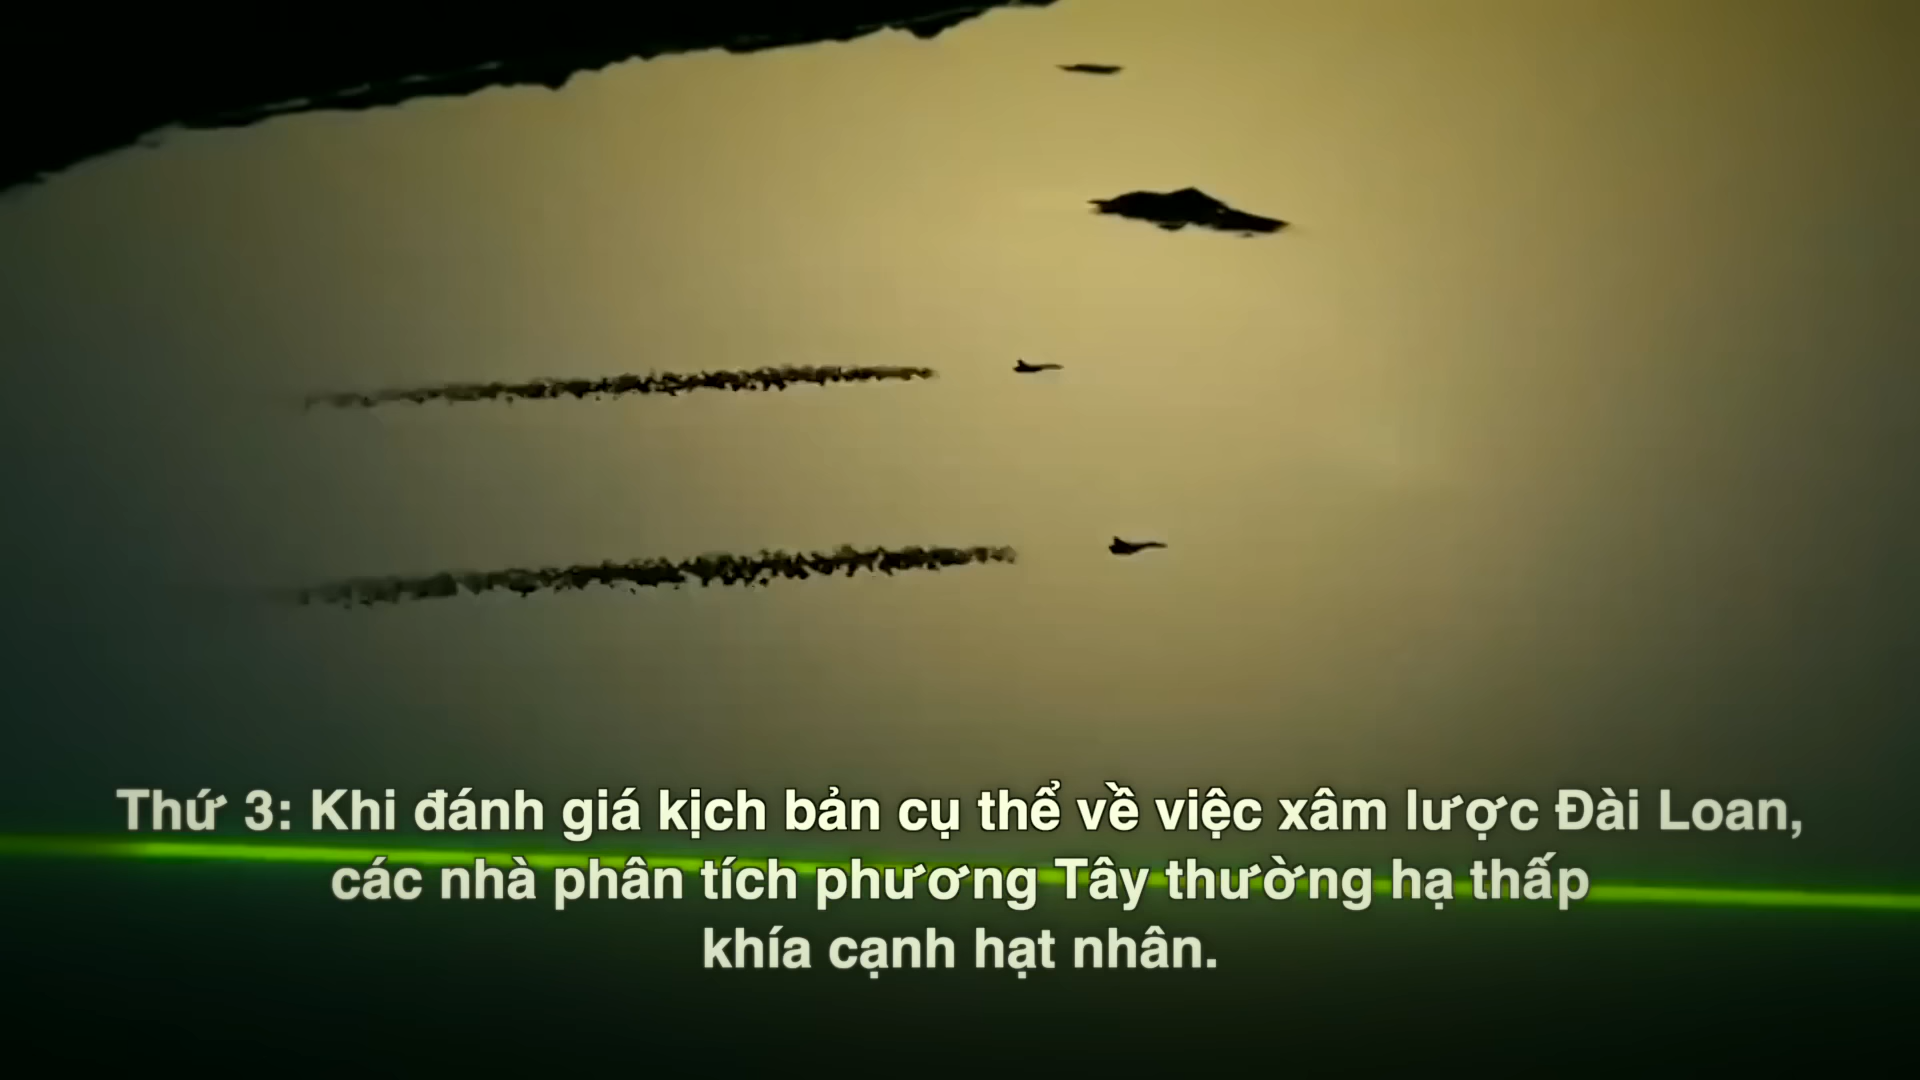 Thứ 3: Khi đánh giá kịch bản cụ thể về việc xâm lược Đài Loan,
các nhà phân tích phương Tây thường hạ thấp
khía cạnh hạt nhân.